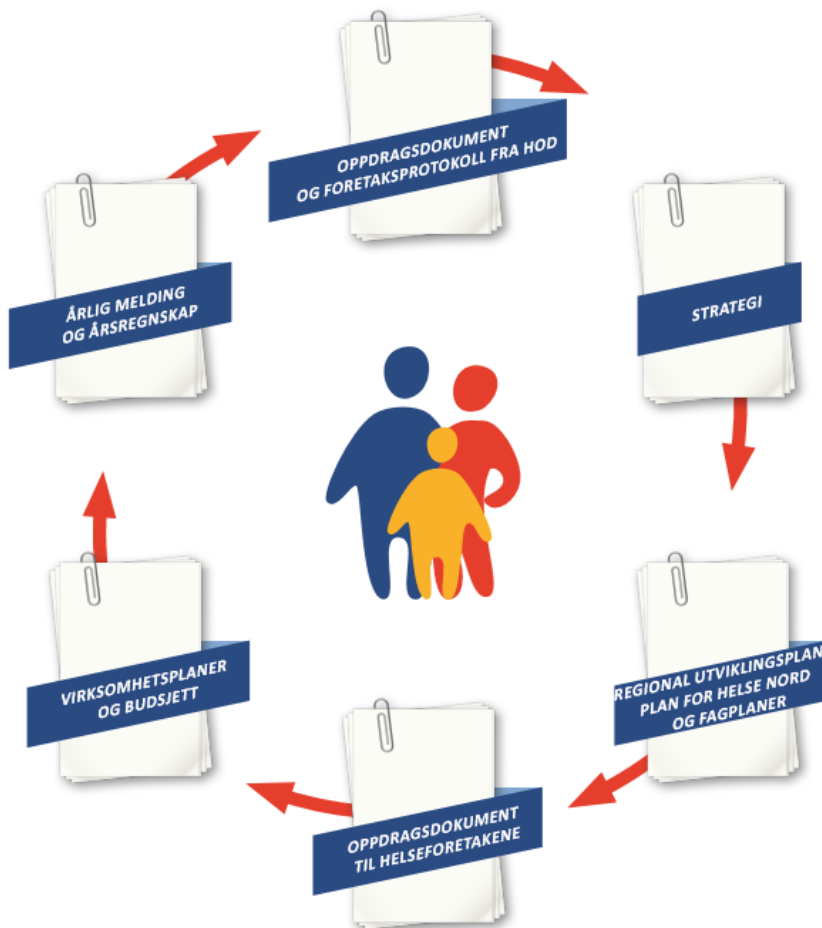 OPPDRAGSDOKUMENT
OG FORETAKSPROTOKOLL FRA HOD
STRATEGI
REGIONAL UTVIKLINGSPLAN
PLAN FOR HELSE NORD
OG FAGPLANER
OPPDRAGSDOKUMENT
TIL HELSEFORETAKENE
VIRKSOMHETSPLANER
OG BUDSJETT
ÅRLIG MELDING
OG ÅRSREGNSKAP